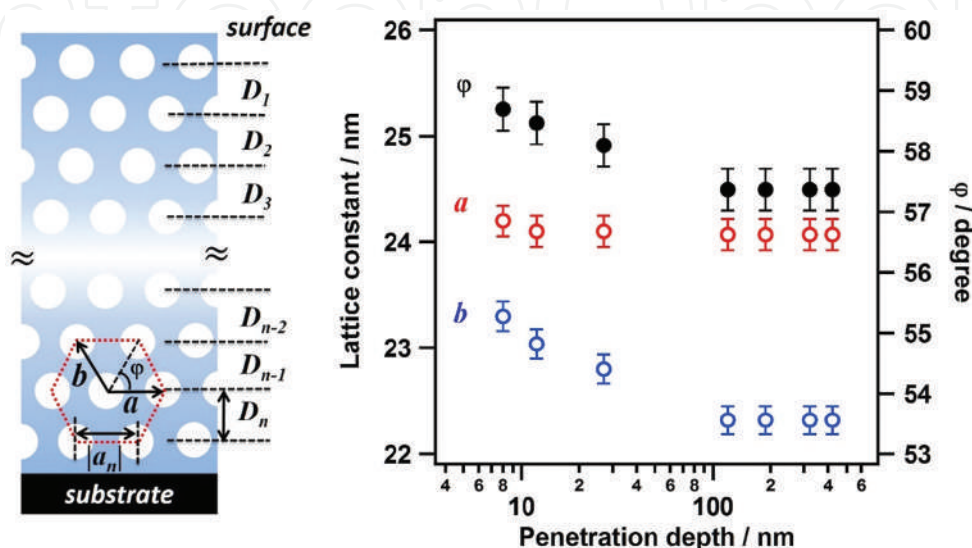 surface
D1
D2
D3
≈ ≈
Dn-2
Dn-1
Dn
b
φ
a
|an|
substrate
Lattice constant / nm
26
25
24
23
22
φ
a
b
60
59
58
57
56
55
54
53
φ / degree
4 6 8 10 2 4 6 8 100 2 4 6
Penetration depth / nm